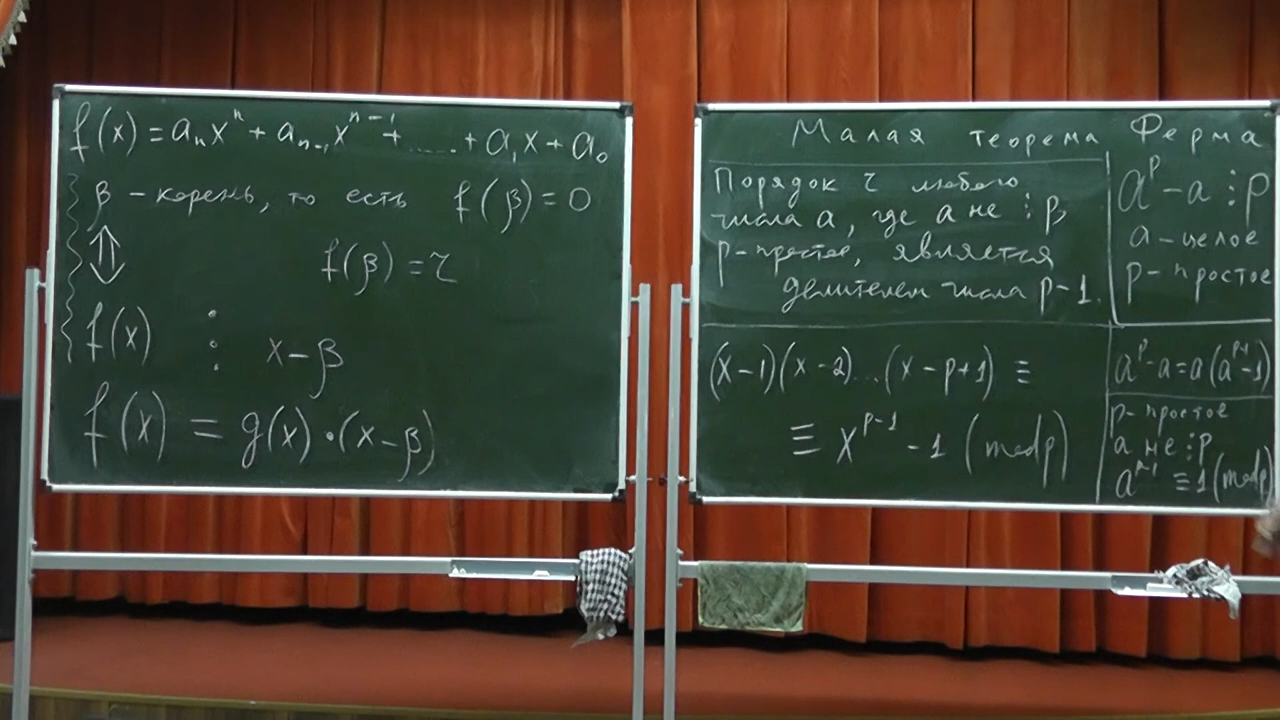 f(x) = aₙxⁿ + aₙ₋₁xⁿ⁻¹ + ..... + a₁x + a₀
β - корень, то есть f(β) = 0
⇕
f(β) = r
f(x) ⋮ x - β
f(x) = g(x) · (x - β)
Малая теорема Ферма
Порядок r любого
числа a, где a не ⋮ p,
p - простое, является
делителем числа p - 1.
aᵖ - a ⋮ p
a - целое
p - простое
(x - 1)(x - 2)...(x - p + 1) ≡
≡ xᵖ⁻¹ - 1 (mod p)
aᵖ - a = a(aᵖ⁻¹ - 1)
p - простое
a не ⋮ p
aᵖ⁻¹ ≡ 1 (mod p)